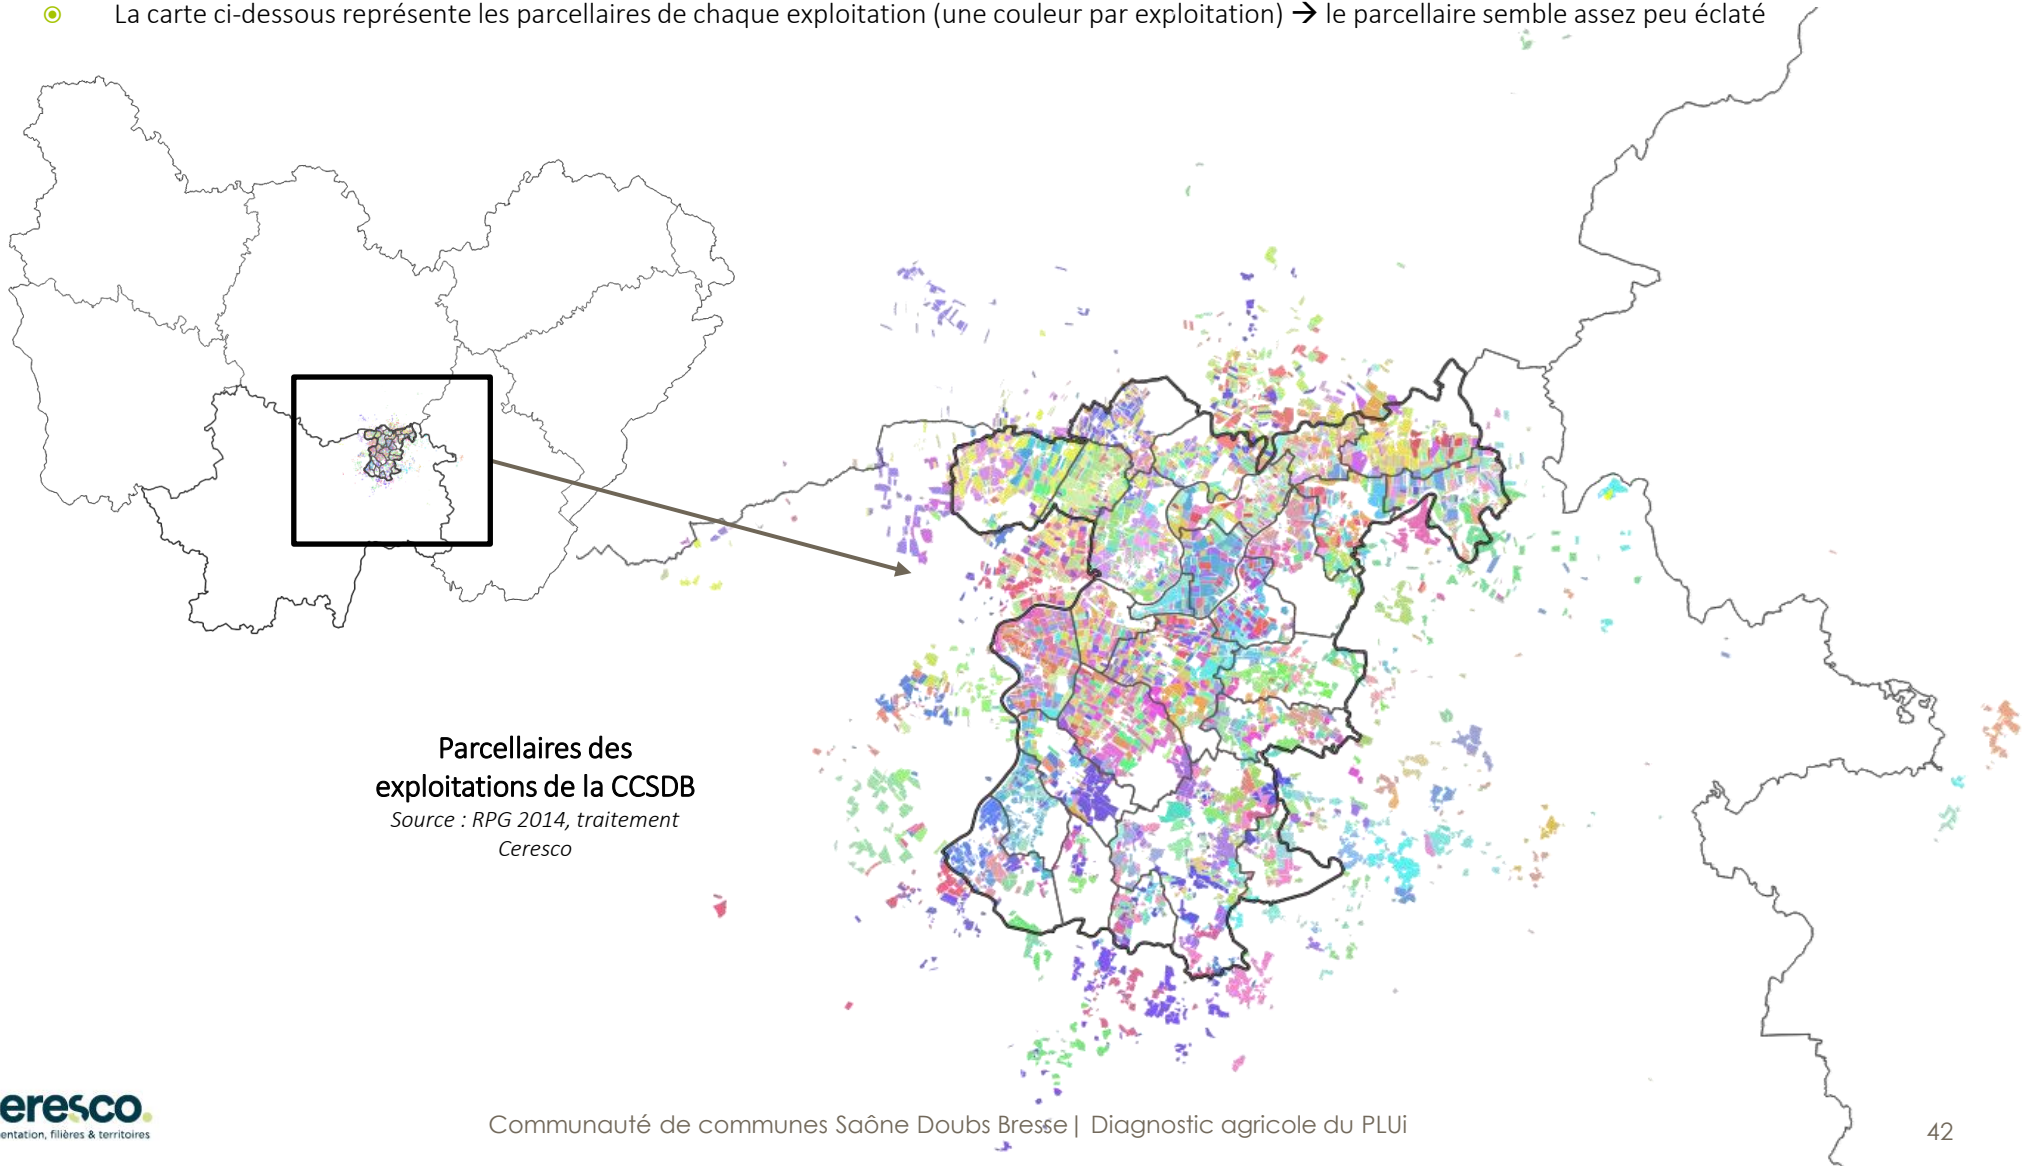 La carte ci-dessous représente les parcellaires de chaque exploitation (une couleur par exploitation) → le parcellaire semble assez peu éclaté
Parcellaires des
exploitations de la CCSDB
Source : RPG 2014, traitement
Ceresco
eresco.
entation, filières & territoires
Communauté de communes Saône Doubs Bresse| Diagnostic agricole du PLUi
42